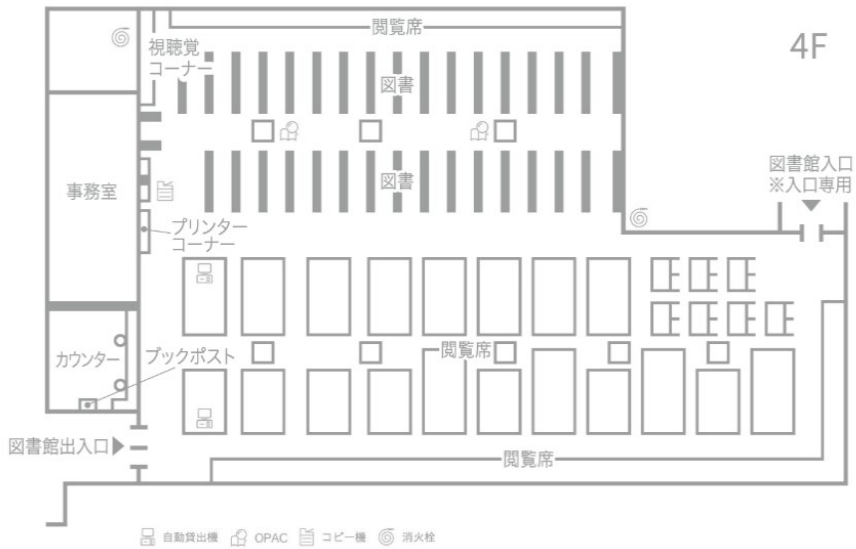 閲覧席
4F
視聴覚
コーナー
図書
図書館入口
※入口専用
図書
事務室
プリンター
コーナー
閲覧席
カウンター
ブックポスト
図書館出入口
閲覧席
自動貸出機
OPAC
コピー機
消火栓